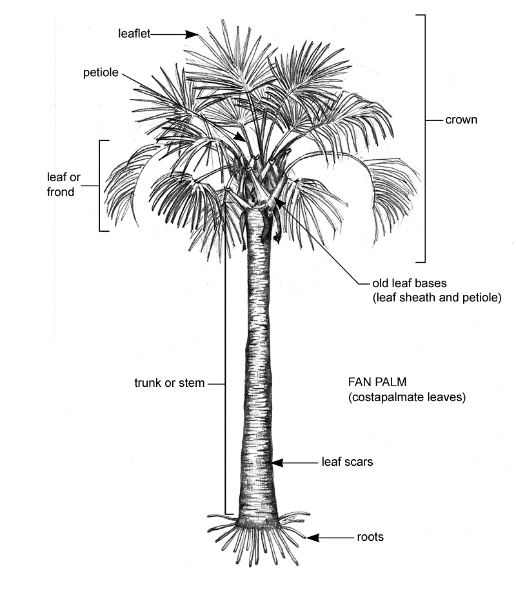 leaflet
petiole
crown
leaf or
frond
old leaf bases
(leaf sheath and petiole)
trunk or stem
FAN PALM
(costapalmate leaves)
leaf scars
roots